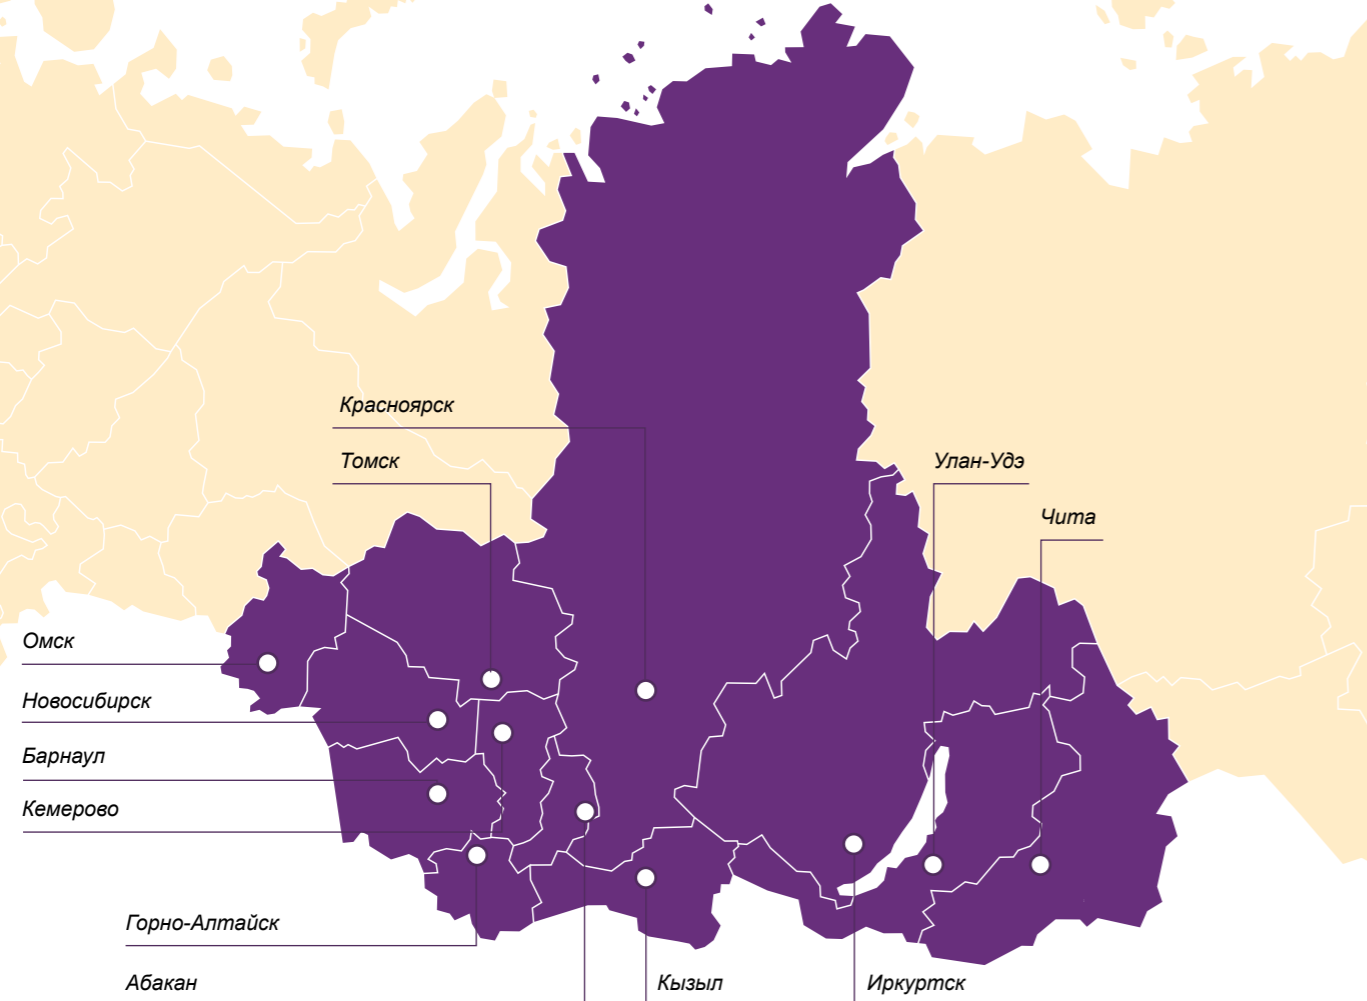 Красноярск
Томск
Улан-Удэ
Чита
Омск
Новосибирск
Барнаул
Кемерово
Горно-Алтайск
Абакан
Кызыл
Иркуртск